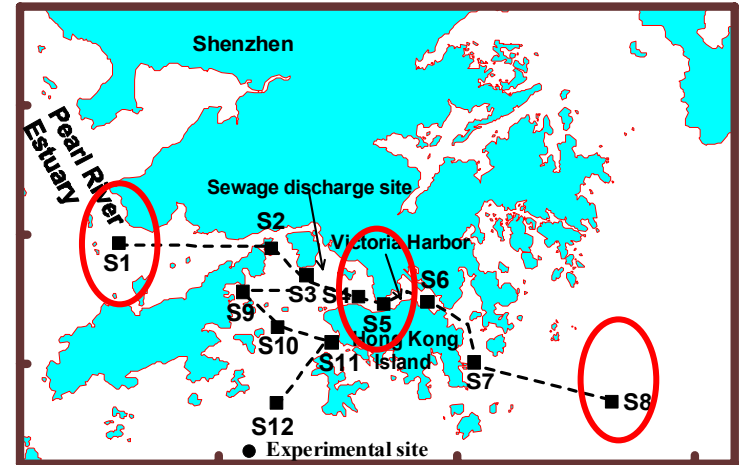 Shenzhen
Pearl River
Estuary
Sewage discharge site
S2
Victoria Harbor
S1
S3
S4
S6
S9
S5
S10
Hong Kong
Island
S11
S7
S8
S12
Experimental site